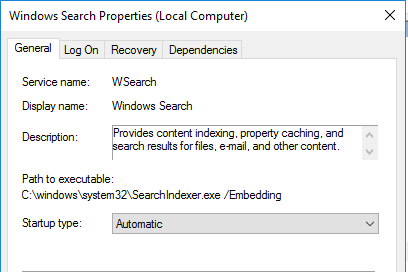 Windows Search Properties (Local Computer)
General Log On Recovery Dependencies
Service name: WSearch
Display name: Windows Search
Description: Provides content indexing, property caching, and
search results for files, e-mail, and other content.
Path to executable:
C:\windows\system32\SearchIndexer.exe /Embedding
Startup type: Automatic